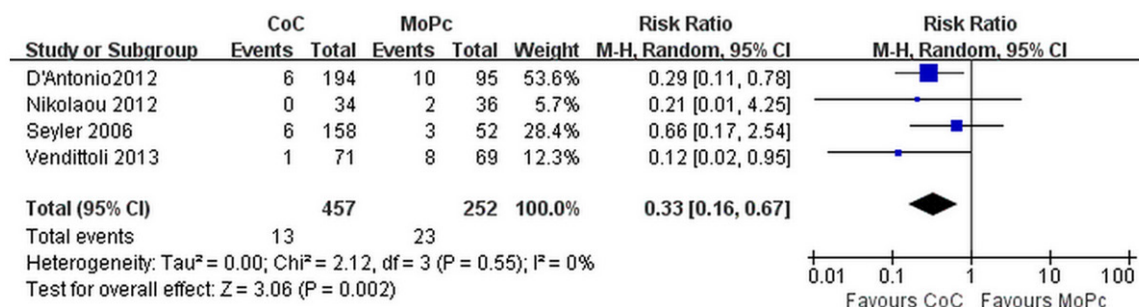 CoC MoPc Risk Ratio Risk Ratio
Study or Subgroup Events Total Events Total Weight M-H, Random, 95% CI M-H, Random, 95% CI
D'Antonio2012 6 194 10 95 53.6% 0.29 [0.11, 0.78]
Nikolaou 2012 0 34 2 36 5.7% 0.21 [0.01, 4.25]
Seyler 2006 6 158 3 52 28.4% 0.66 [0.17, 2.54]
Vendittoli 2013 1 71 8 69 12.3% 0.12 [0.02, 0.95]
Total (95% CI) 457 252 100.0% 0.33 [0.16, 0.67]
Total events 13 23
Heterogeneity: Tau² = 0.00; Chi² = 2.12, df = 3 (P = 0.55); I² = 0%
Test for overall effect: Z = 3.06 (P = 0.002)
0.01 0.1 1 10 100
Favours CoC Favours MoPc